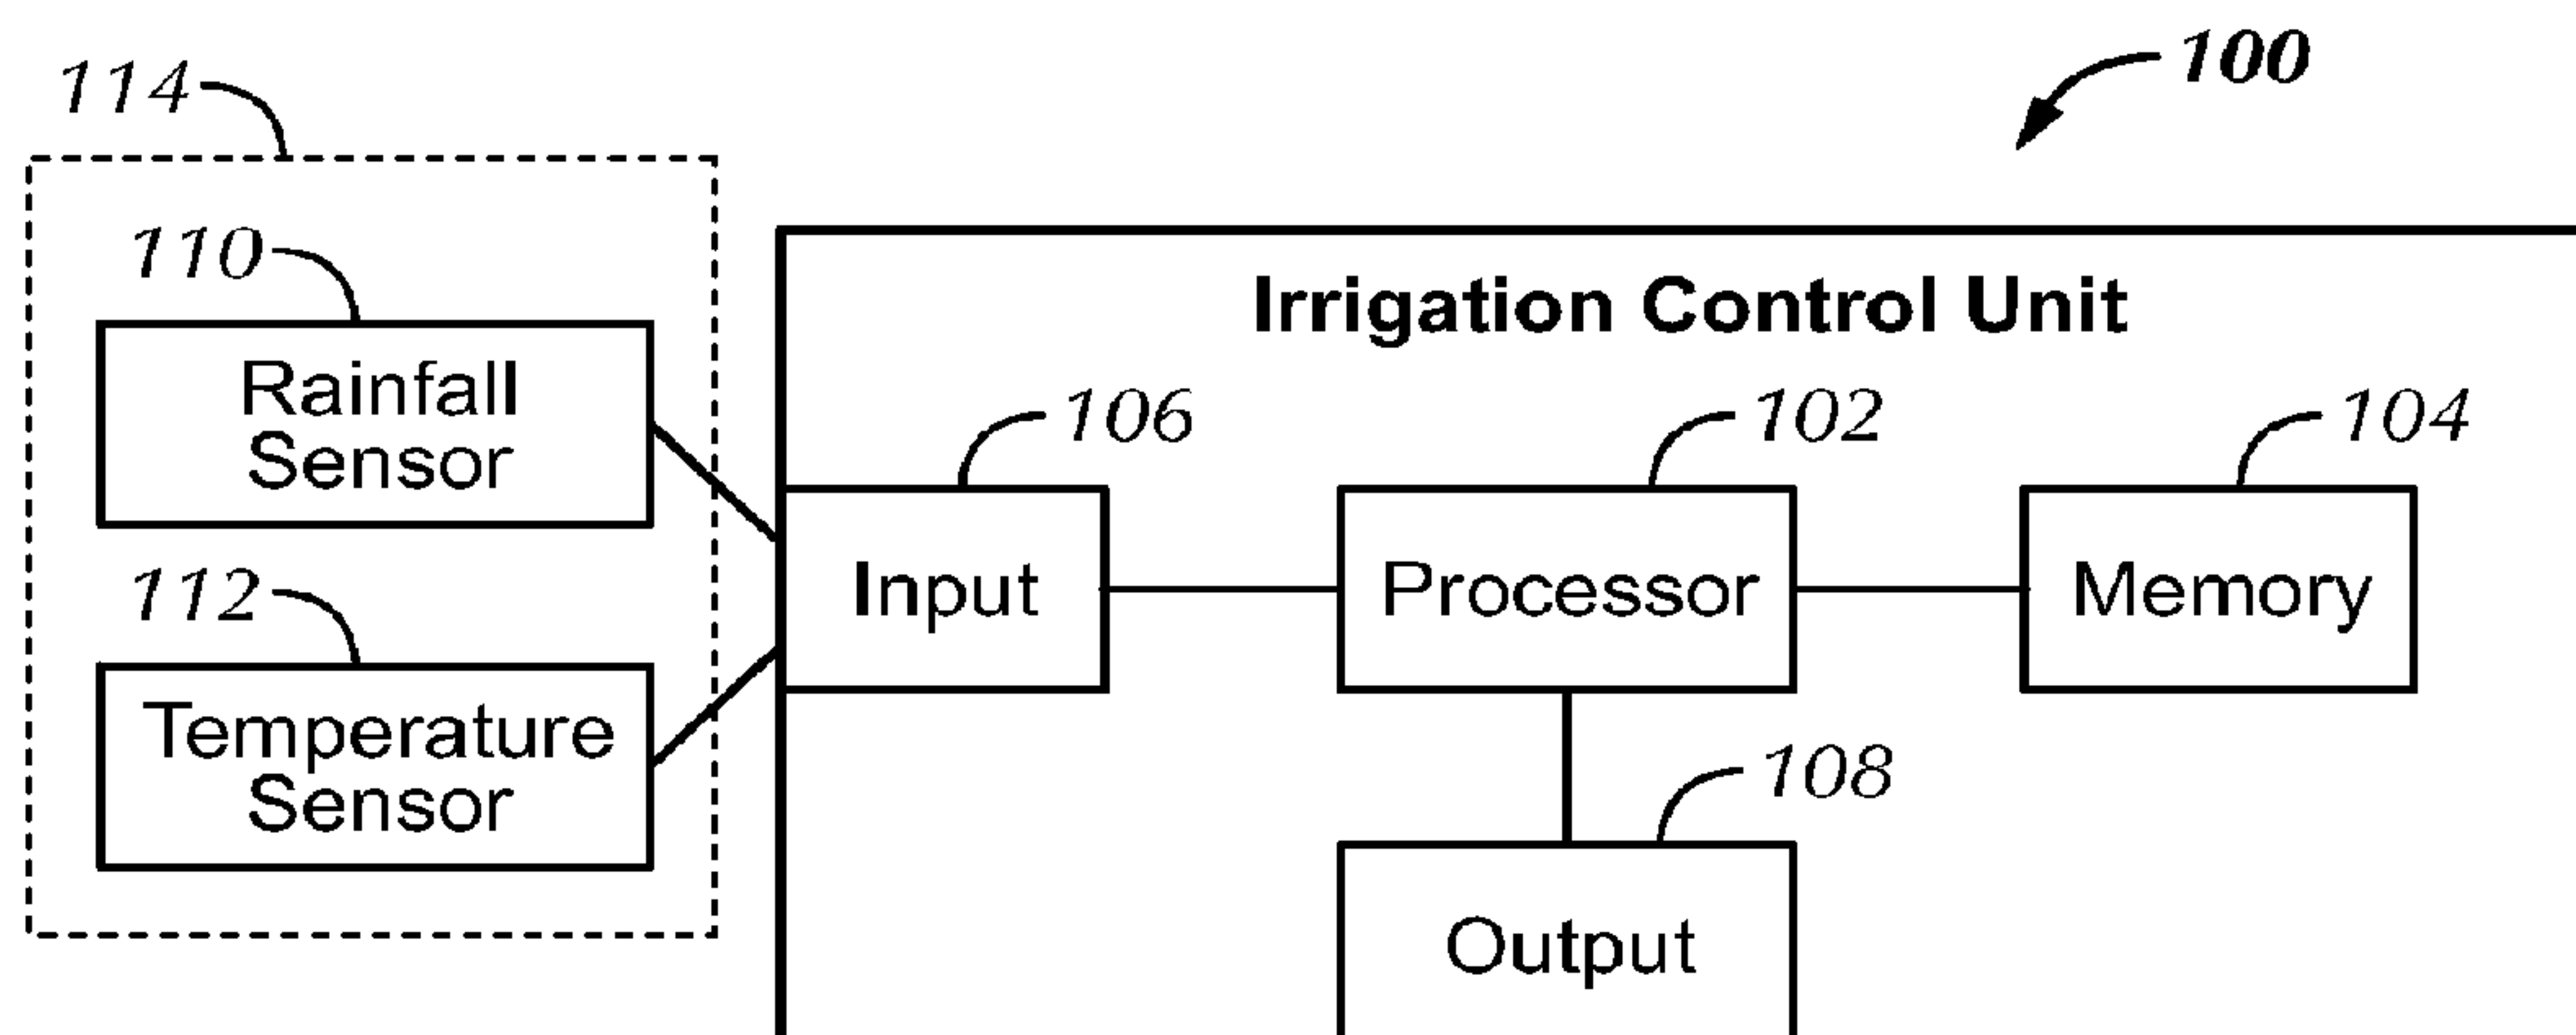 100
114
110
Irrigation Control Unit
Rainfall
Sensor
106
102
104
Input
Processor
Memory
112
Temperature
Sensor
108
Output